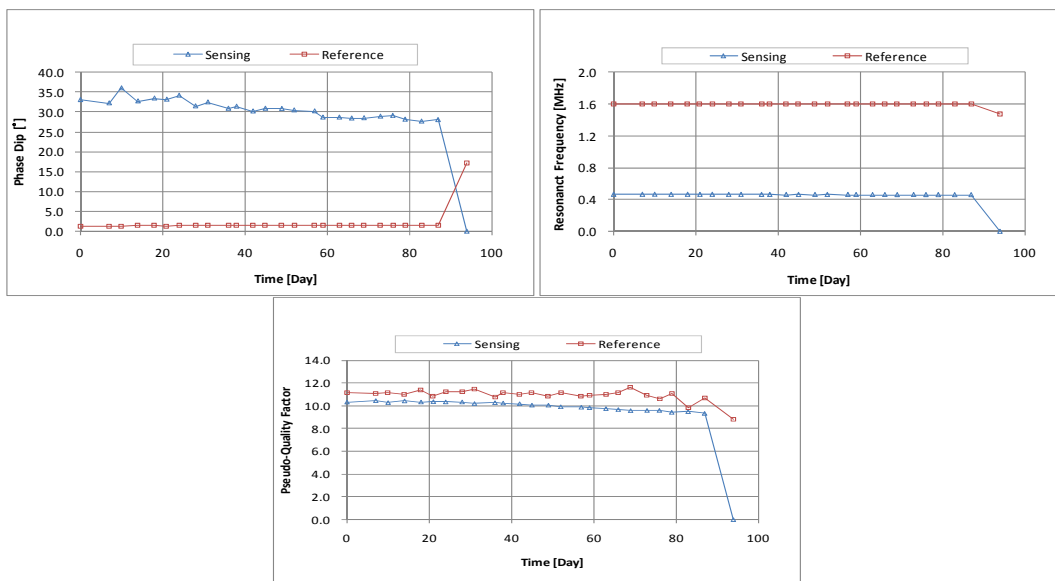 Sensing Reference
40.0
35.0
30.0
25.0
20.0
15.0
10.0
5.0
0.0
Phase Dip [°]
0 20 40 60 80 100
Time [Day]
Sensing Reference
2.0
1.6
1.2
0.8
0.4
0.0
Resonanct Frequency [MHz]
0 20 40 60 80 100
Time [Day]
Sensing Reference
14.0
12.0
10.0
8.0
6.0
4.0
2.0
0.0
Pseudo-Quality Factor
0 20 40 60 80 100
Time [Day]